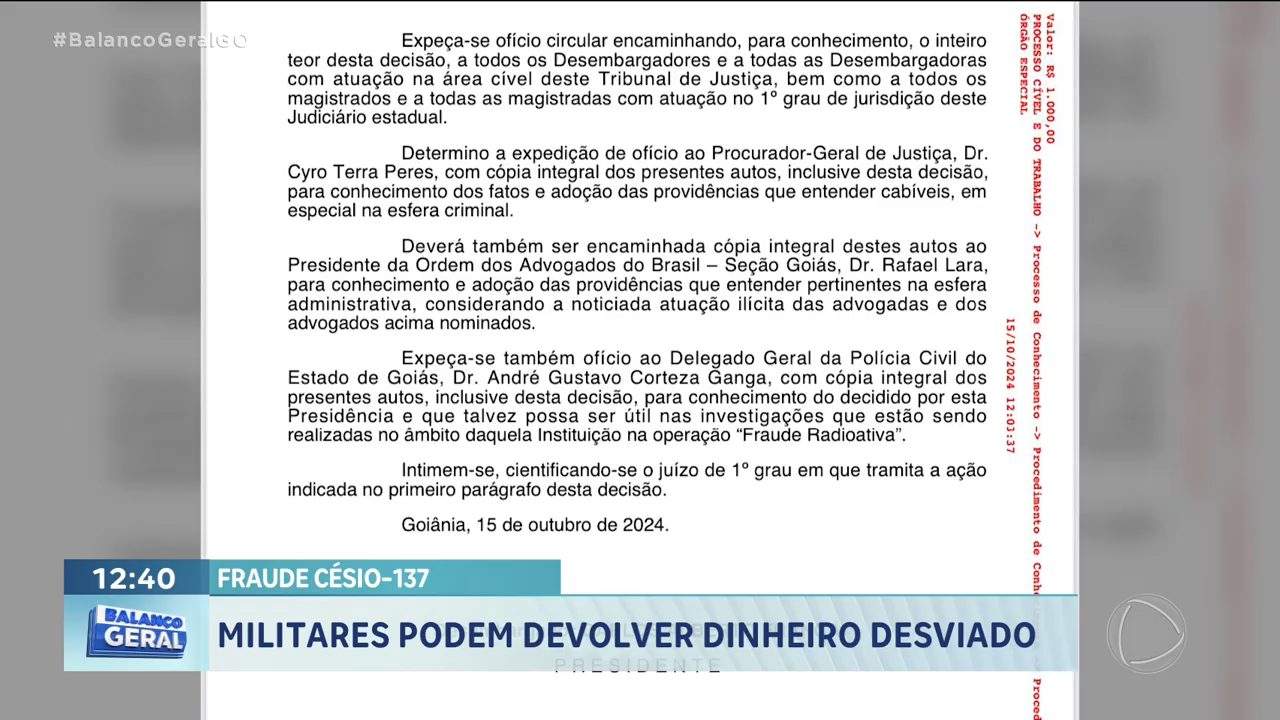 #BalancoGeralGO
Expeça-se ofício circular encaminhando, para conhecimento, o inteiro
teor desta decisão, a todos os Desembargadores e a todas as Desembargadoras
com atuação na área cível deste Tribunal de Justiça, bem como a todos os
magistrados e a todas as magistradas com atuação no 1º grau de jurisdição deste
Judiciário estadual.
Determino a expedição de ofício ao Procurador-Geral de Justiça, Dr.
Cyro Terra Peres, com cópia integral dos presentes autos, inclusive desta decisão,
para conhecimento dos fatos e adoção das providências que entender cabíveis, em
especial na esfera criminal.
Deverá também ser encaminhada cópia integral destes autos ao
Presidente da Ordem dos Advogados do Brasil – Seção Goiás, Dr. Rafael Lara,
para conhecimento e adoção das providências que entender pertinentes na esfera
administrativa, considerando a noticiada atuação ilícita das advogadas e dos
advogados acima nominados.
Expeça-se também ofício ao Delegado Geral da Polícia Civil do
Estado de Goiás, Dr. André Gustavo Corteza Ganga, com cópia integral dos
presentes autos, inclusive desta decisão, para conhecimento do decidido por esta
Presidência e que talvez possa ser útil nas investigações que estão sendo
realizadas no âmbito daquela Instituição na operação “Fraude Radioativa”.
Intimem-se, cientificando-se o juízo de 1º grau em que tramita a ação
indicada no primeiro parágrafo desta decisão.
Goiânia, 15 de outubro de 2024.
PRESIDENTE
Valor: R$ 1.000,00
PROCESSO CÍVEL E DO TRABALHO -> Processo de Conhecimento -> Procedimento de Conhe
ÓRGÃO ESPECIAL
15/10/2024 12:03:37
12:40
FRAUDE CÉSIO-137
BALANÇO
GERAL
MILITARES PODEM DEVOLVER DINHEIRO DESVIADO